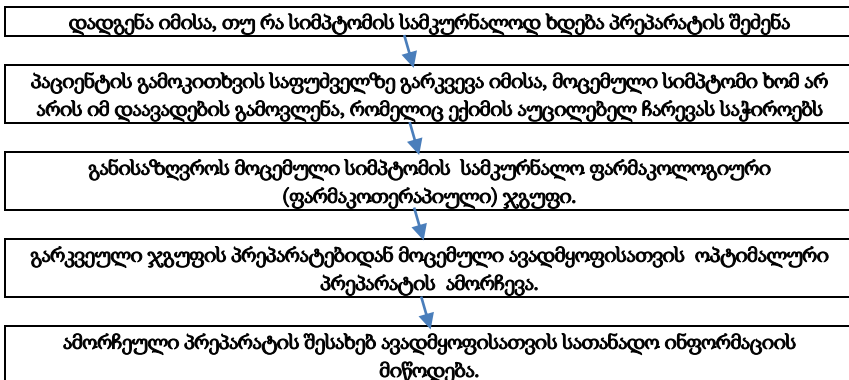 დადგენა იმისა, თუ რა სიმპტომის სამკურნალოდ ხდება პრეპარატის შეძენა
პაციენტის გამოკითხვის საფუძველზე გარკვევა იმისა, მოცემული სიმპტომი ხომ არ
არის იმ დაავადების გამოვლენა, რომელიც ექიმის აუცილებელ ჩარევას საჭიროებს
განისაზღვროს მოცემული სიმპტომის სამკურნალო ფარმაკოლოგიური
(ფარმაკოთერაპიული) ჯგუფი.
გარკვეული ჯგუფის პრეპარატებიდან მოცემული ავადმყოფისათვის ოპტიმალური
პრეპარატის ამორჩევა.
ამორჩეული პრეპარატის შესახებ ავადმყოფისათვის სათანადო ინფორმაციის
მიწოდება.